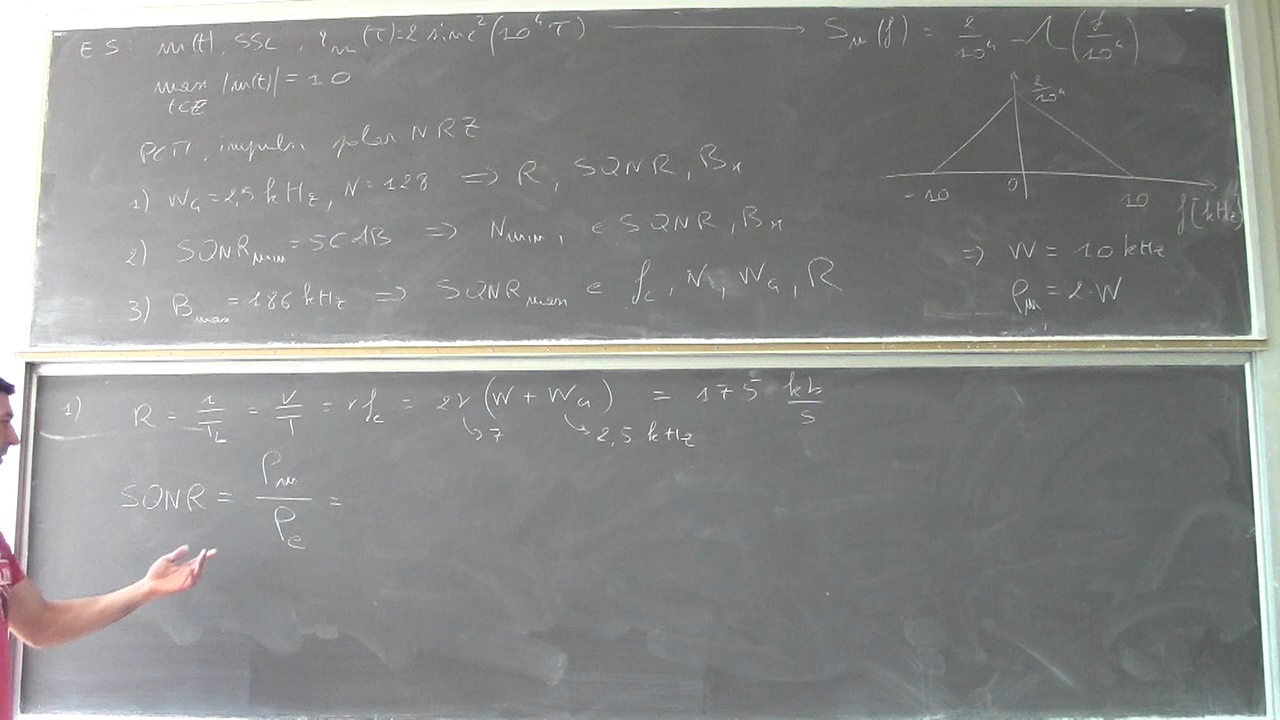 ES: m(t), SSL, r_m(τ)=2 sinc²(10⁴τ) ⟶ S_m(f) = 2/10⁴ Λ(f/10⁴)
max |m(t)| = 10
t∈Z
2/10⁴
PCM, impulsi polar NRZ
1) W_G = 2,5 kHz, N = 128 => R, SQNR, B_x
-10 0 10 f[kHz]
2) SQNR_min = 50 dB => N_min, e SQNR, B_x
=> W = 10 kHz
3) B_max = 186 kHz => SQNR_max e f_c, N, W_G, R
P_m = 2 W
1) R = 1/T_b = ν/T = ν f_c = 2ν (W + W_G) = 175 kb/s
↳ 7 ↳ 2,5 kHz
SQNR = P_m/P_e =